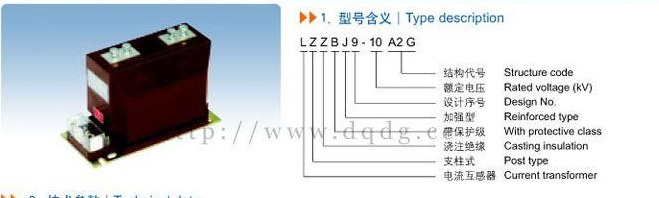 1、型号含义 | Type description
LZZBJ9-10 A2G
结构代号 Structure code
额定电压 Rated voltage (kV)
设计序号 Design No.
加强型 Reinforced type
带保护级 With protective class
浇注绝缘 Casting insulation
支柱式 Post type
电流互感器 Current transformer
http://www.dqdg.c